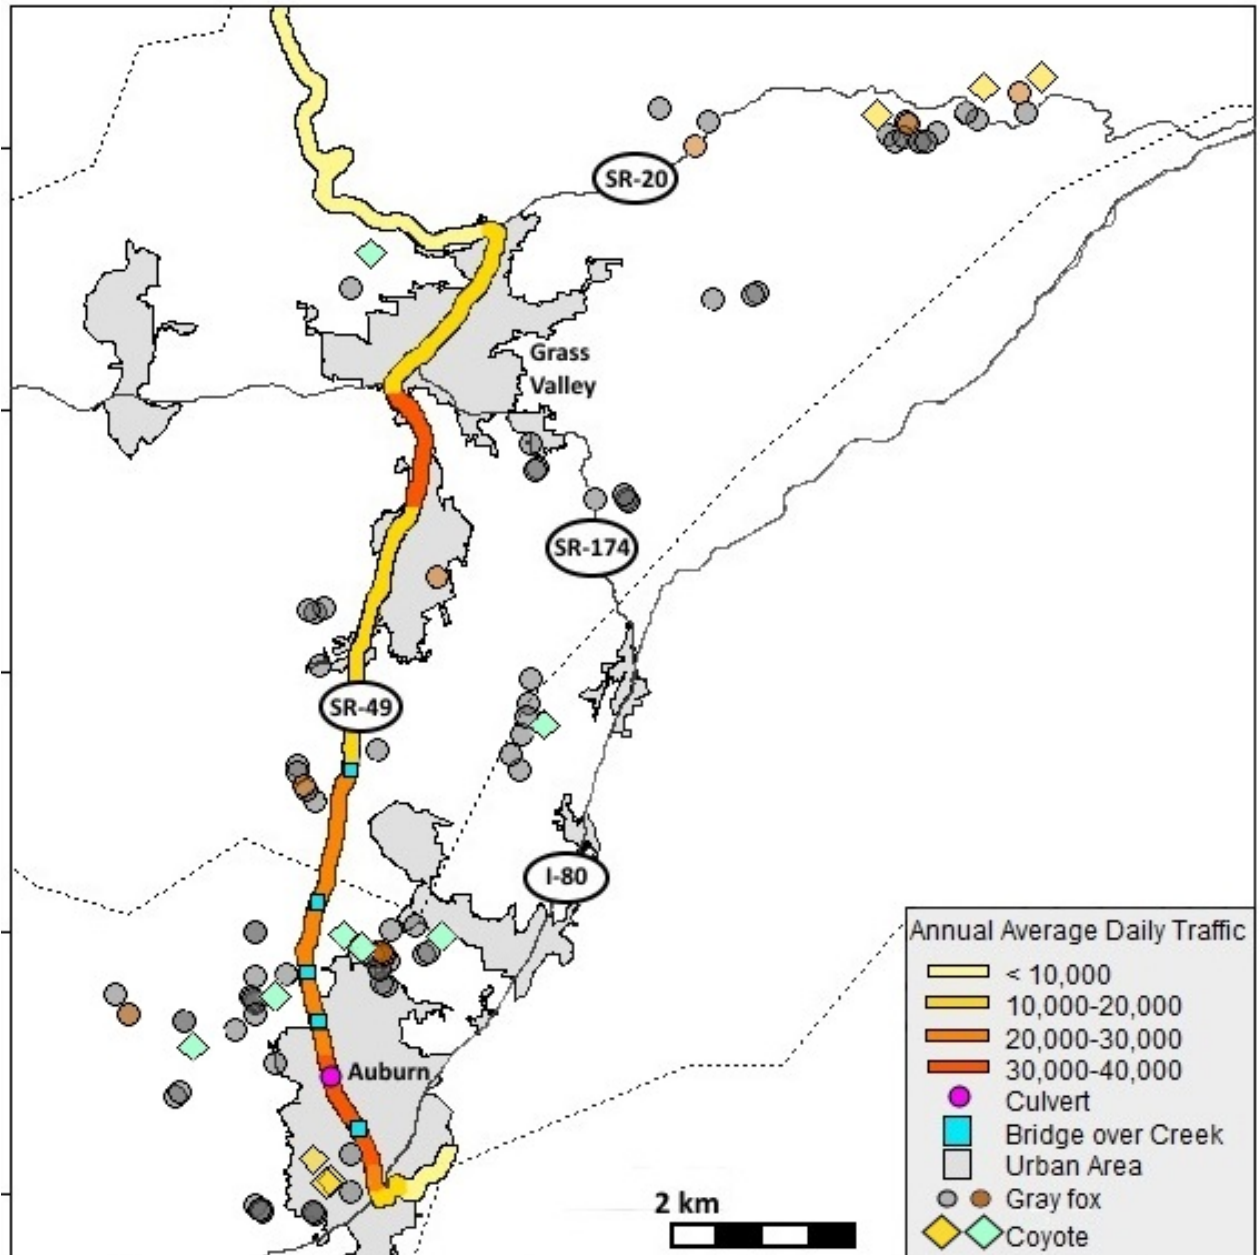 SR-20
Grass
Valley
SR-174
SR-49
I-80
Auburn
2 km
Annual Average Daily Traffic
< 10,000
10,000-20,000
20,000-30,000
30,000-40,000
Culvert
Bridge over Creek
Urban Area
Gray fox
Coyote